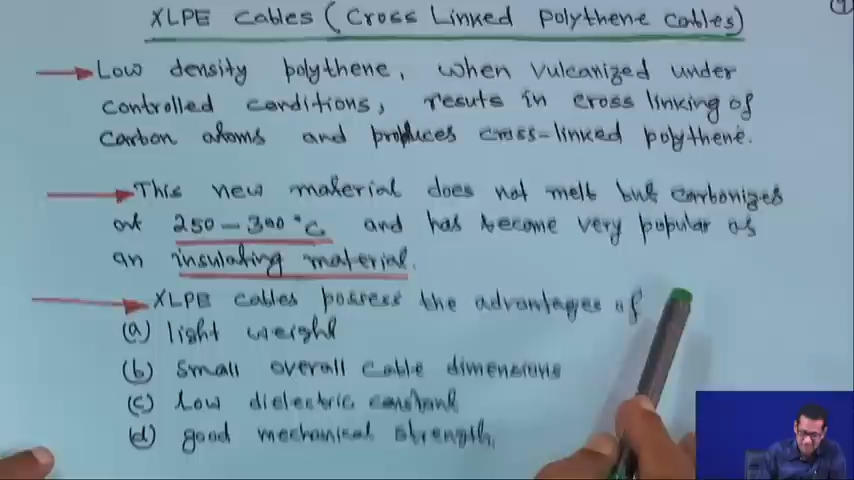 XLPE cables (Cross Linked polythene cables)
Low density polythene, when vulcanized under
controlled conditions, resuts in cross linking of
carbon atoms and produces cross-linked polythene.
This new material does not melt but carbonizes
at 250-300°C and has become very popular as
an insulating material.
XLPE cables possess the advantages of
(a) light weight
(b) small overall cable dimensions
(c) low dielectric constant
(d) good mechanical strength,